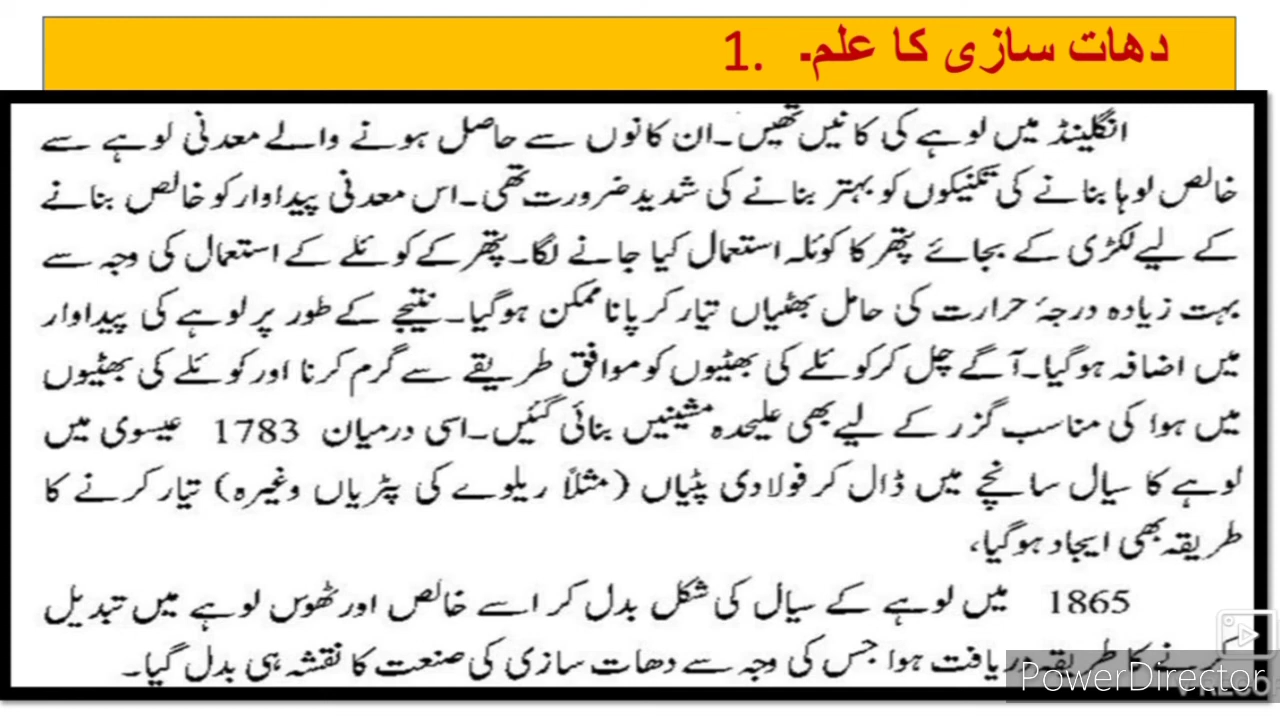 1. دھات سازی کا علم۔
انگلینڈ میں لوہے کی کانیں تھیں۔ ان کانوں سے حاصل ہونے والے معدنی لوہے سے
خالص لوہا بنانے کی تکنیکوں کو بہتر بنانے کی شدید ضرورت تھی۔ اس معدنی پیداوار کو خالص بنانے
کے لیے لکڑی کے بجائے پتھر کا کوئلہ استعمال کیا جانے لگا۔ پتھر کے کوئلے کے استعمال کی وجہ سے
بہت زیادہ درجۂ حرارت کی حامل بھٹیاں تیار کر پانا ممکن ہوگیا۔ نتیجے کے طور پر لوہے کی پیداوار
میں اضافہ ہوگیا۔ آگے چل کر کوئلے کی بھٹیوں کو موافق طریقے سے گرم کرنا اور کوئلے کی بھٹیوں
میں ہوا کی مناسب گزر کے لیے بھی علیحدہ مشینیں بنائی گئیں۔ اسی درمیان 1783 عیسوی میں
لوہے کا سیال سانچے میں ڈال کر فولادی پٹیاں (مثلاً ریلوے کی پٹریاں وغیرہ) تیار کرنے کا
طریقہ بھی ایجاد ہوگیا،
1865 میں لوہے کے سیال کی شکل بدل کر اسے خالص اور ٹھوس لوہے میں تبدیل
کرنے کا طریقہ دریافت ہوا جس کی وجہ سے دھات سازی کی صنعت کا نقشہ ہی بدل گیا۔
PowerDirector